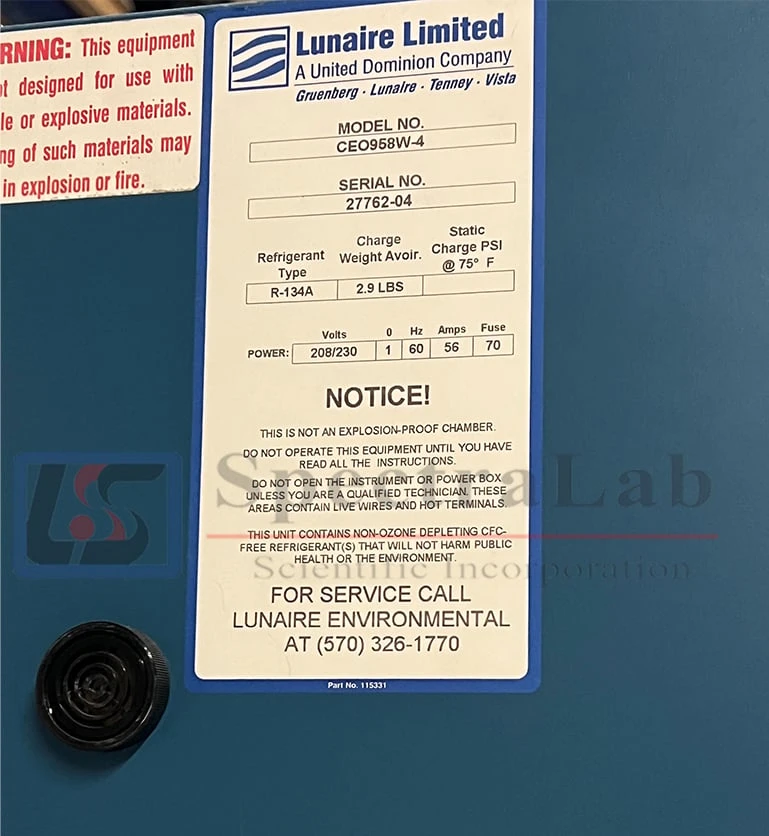 RNING: This equipment
ot designed for use with
le or explosive materials.
ng of such materials may
in explosion or fire.
Lunaire Limited
A United Dominion Company
Gruenberg · Lunaire · Tenney · Vista
MODEL NO.
CEO958W-4
SERIAL NO.
27762-04
Refrigerant Type Charge Weight Avoir. Static Charge PSI @ 75° F
R-134A 2.9 LBS
Volts 0 Hz Amps Fuse
POWER: 208/230 1 60 56 70
NOTICE!
THIS IS NOT AN EXPLOSION-PROOF CHAMBER.
DO NOT OPERATE THIS EQUIPMENT UNTIL YOU HAVE
READ ALL THE INSTRUCTIONS.
DO NOT OPEN THE INSTRUMENT OR POWER BOX
UNLESS YOU ARE A QUALIFIED TECHNICIAN. THESE
AREAS CONTAIN LIVE WIRES AND HOT TERMINALS.
THIS UNIT CONTAINS NON-OZONE DEPLETING CFC-
FREE REFRIGERANT(S) THAT WILL NOT HARM PUBLIC
HEALTH OR THE ENVIRONMENT.
FOR SERVICE CALL
LUNAIRE ENVIRONMENTAL
AT (570) 326-1770
Part No. 115331
LS
SpectraLab
Scientific Incorporation